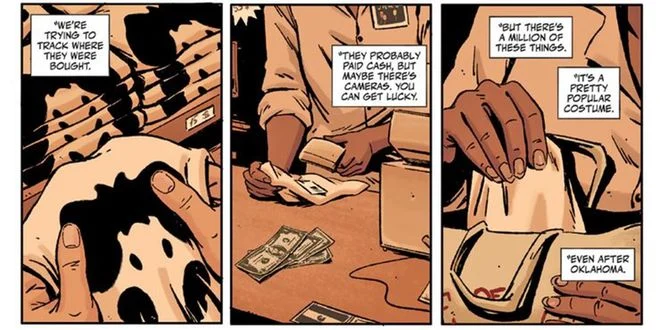 "WE'RE
TRYING TO
TRACK WHERE
THEY WERE
BOUGHT.
"THEY PROBABLY
PAID CASH, BUT
MAYBE THERE'S
CAMERAS. YOU
CAN GET LUCKY.
"BUT THERE'S
A MILLION OF
THESE THINGS.
"IT'S A
PRETTY
POPULAR
COSTUME.
"EVEN AFTER
OKLAHOMA.